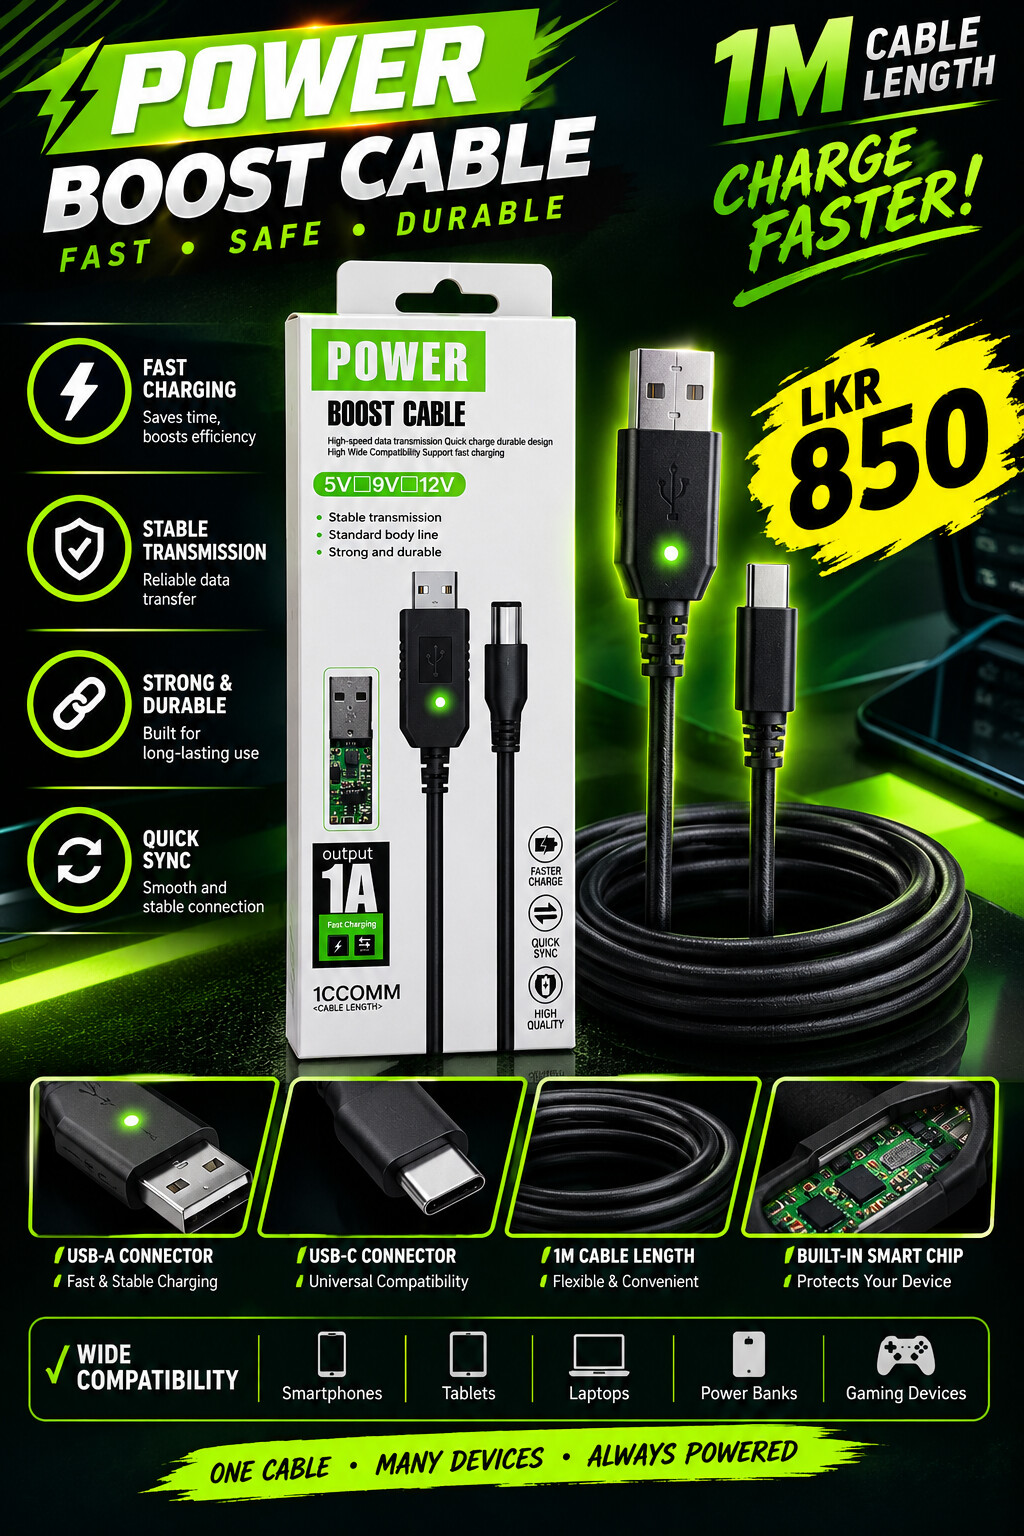 POWER
BOOST CABLE
FAST • SAFE • DURABLE
1M CABLE
LENGTH
CHARGE
FASTER!
LKR
850
FAST
CHARGING
Saves time,
boosts efficiency
STABLE
TRANSMISSION
Reliable data
transfer
STRONG &
DURABLE
Built for
long-lasting use
QUICK
SYNC
Smooth and
stable connection
POWER
BOOST CABLE
High-speed data transmission Quick charge durable design
High Wide Compatibility Support fast charging
5V□9V□12V
• Stable transmission
• Standard body line
• Strong and durable
output
1A
Fast Charging
1CCOMM
<CABLE LENGTH>
FASTER
CHARGE
QUICK
SYNC
HIGH
QUALITY
USB-A CONNECTOR
Fast & Stable Charging
USB-C CONNECTOR
Universal Compatibility
1M CABLE LENGTH
Flexible & Convenient
BUILT-IN SMART CHIP
Protects Your Device
WIDE
COMPATIBILITY
Smartphones
Tablets
Laptops
Power Banks
Gaming Devices
ONE CABLE • MANY DEVICES • ALWAYS POWERED